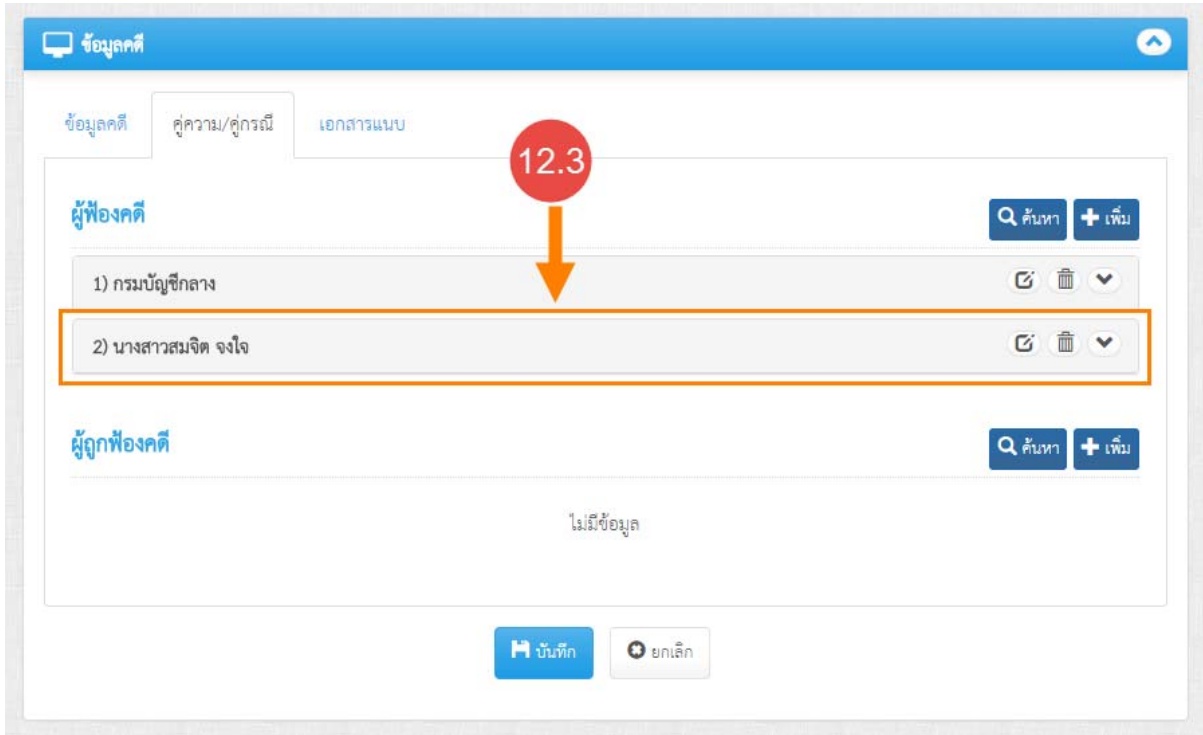 ข้อมูลคดี
ข้อมูลคดี คู่ความ/คู่กรณี เอกสารแนบ
12.3
ผู้ฟ้องคดี ค้นหา เพิ่ม
1) กรมบัญชีกลาง
2) นางสาวสมจิต จงใจ
ผู้ถูกฟ้องคดี ค้นหา เพิ่ม
ไม่มีข้อมูล
บันทึก ยกเลิก